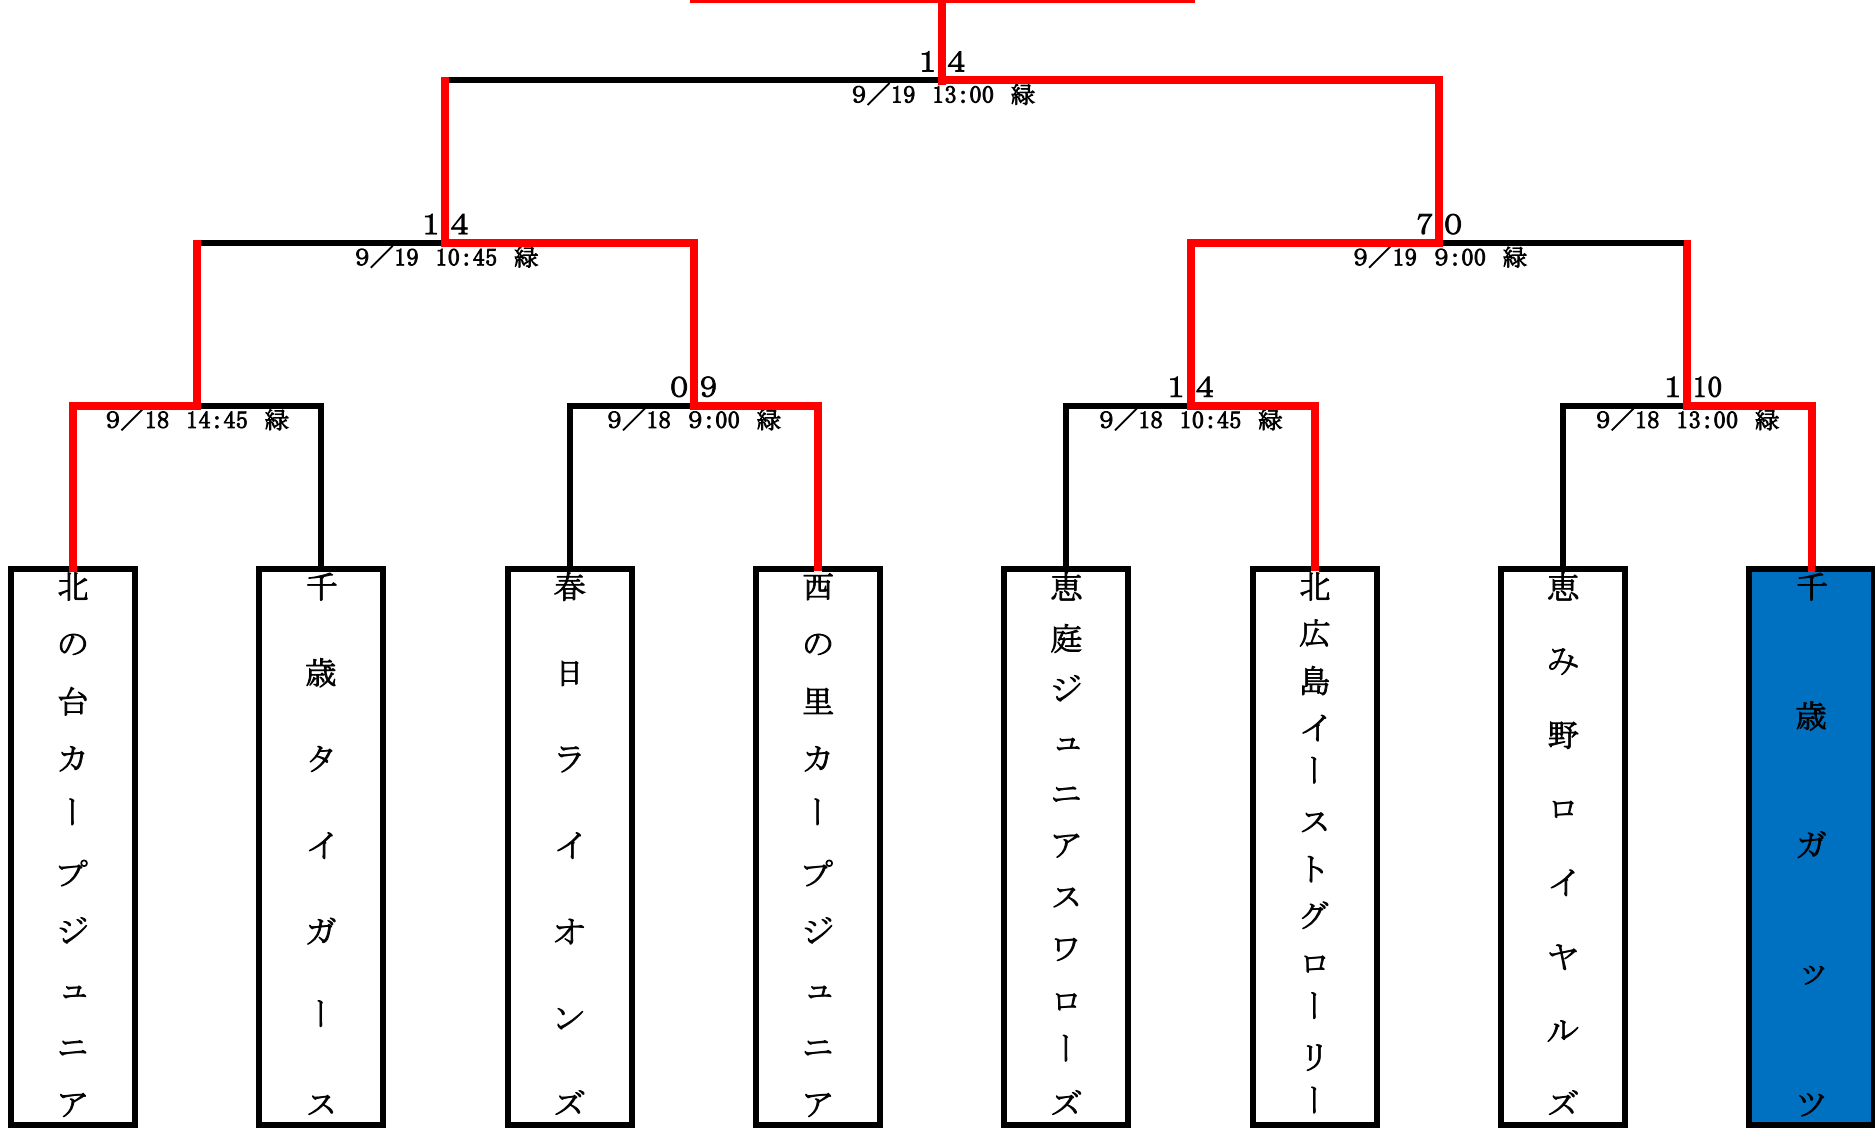 1 4
9／19 13:00 緑
1 4
9／19 10:45 緑
7 0
9／19 9:00 緑
9／18 14:45 緑
0 9
9／18 9:00 緑
1 4
9／18 10:45 緑
1 10
9／18 13:00 緑
北の台カープジュニア
千歳タイガース
春日ライオンズ
西の里カープジュニア
恵庭ジュニアスワローズ
北広島イーストグローリー
恵み野ロイヤルズ
千歳ガッツ